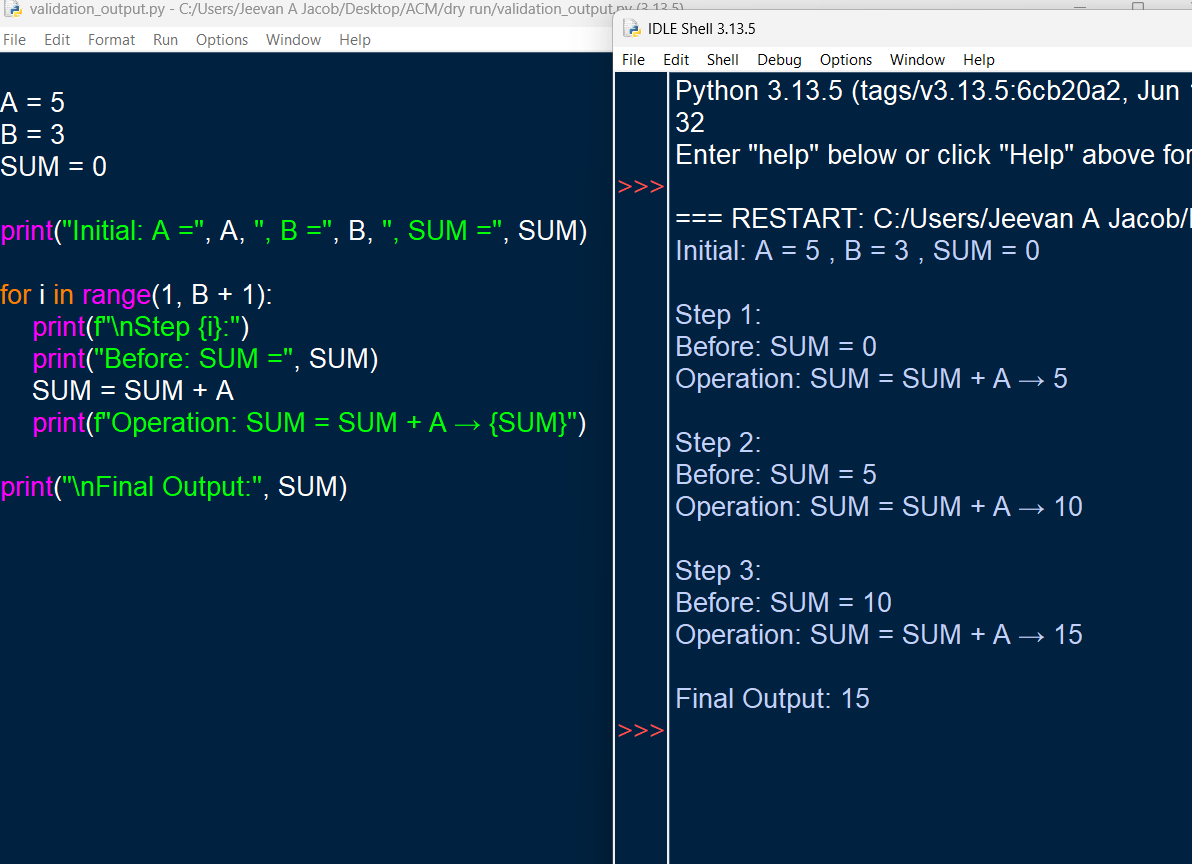 validation_output.py - C:/Users/Jeevan A Jacob/Desktop/ACM/dry run/validation_output.py (3.13.5)
File Edit Format Run Options Window Help
A = 5
B = 3
SUM = 0
print("Initial: A =", A, ", B =", B, ", SUM =", SUM)
for i in range(1, B + 1):
print(f"\nStep {i}:")
print("Before: SUM =", SUM)
SUM = SUM + A
print(f"Operation: SUM = SUM + A → {SUM}")
print("\nFinal Output:", SUM)
IDLE Shell 3.13.5
File Edit Shell Debug Options Window Help
Python 3.13.5 (tags/v3.13.5:6cb20a2, Jun
32
Enter "help" below or click "Help" above for
>>>
=== RESTART: C:/Users/Jeevan A Jacob/
Initial: A = 5 , B = 3 , SUM = 0
Step 1:
Before: SUM = 0
Operation: SUM = SUM + A → 5
Step 2:
Before: SUM = 5
Operation: SUM = SUM + A → 10
Step 3:
Before: SUM = 10
Operation: SUM = SUM + A → 15
Final Output: 15
>>>